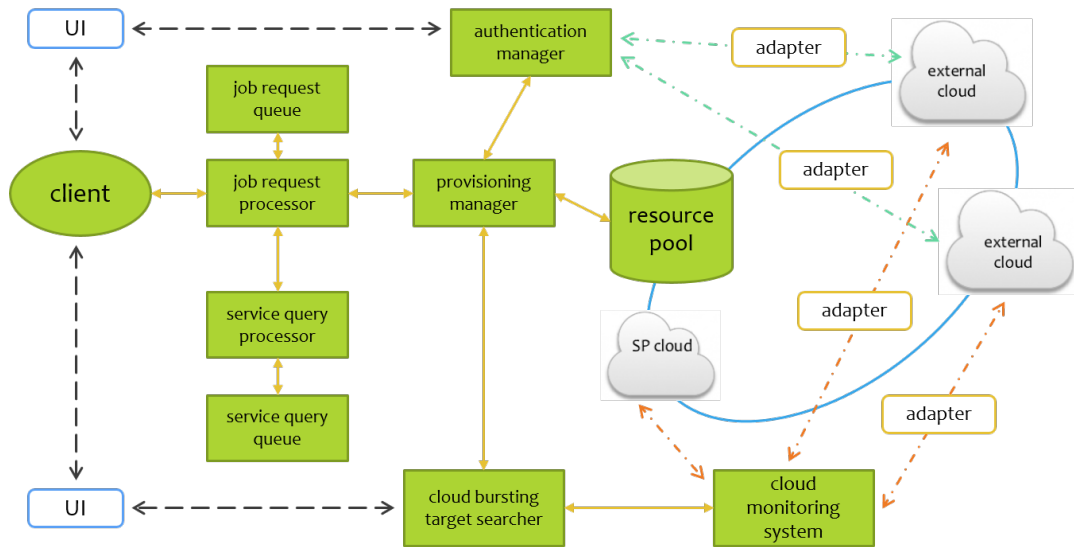 UI
authentication
manager
adapter
external
cloud
job request
queue
adapter
client
job request
processor
provisioning
manager
resource
pool
external
cloud
service query
processor
adapter
SP cloud
service query
queue
adapter
UI
cloud bursting
target searcher
cloud
monitoring
system